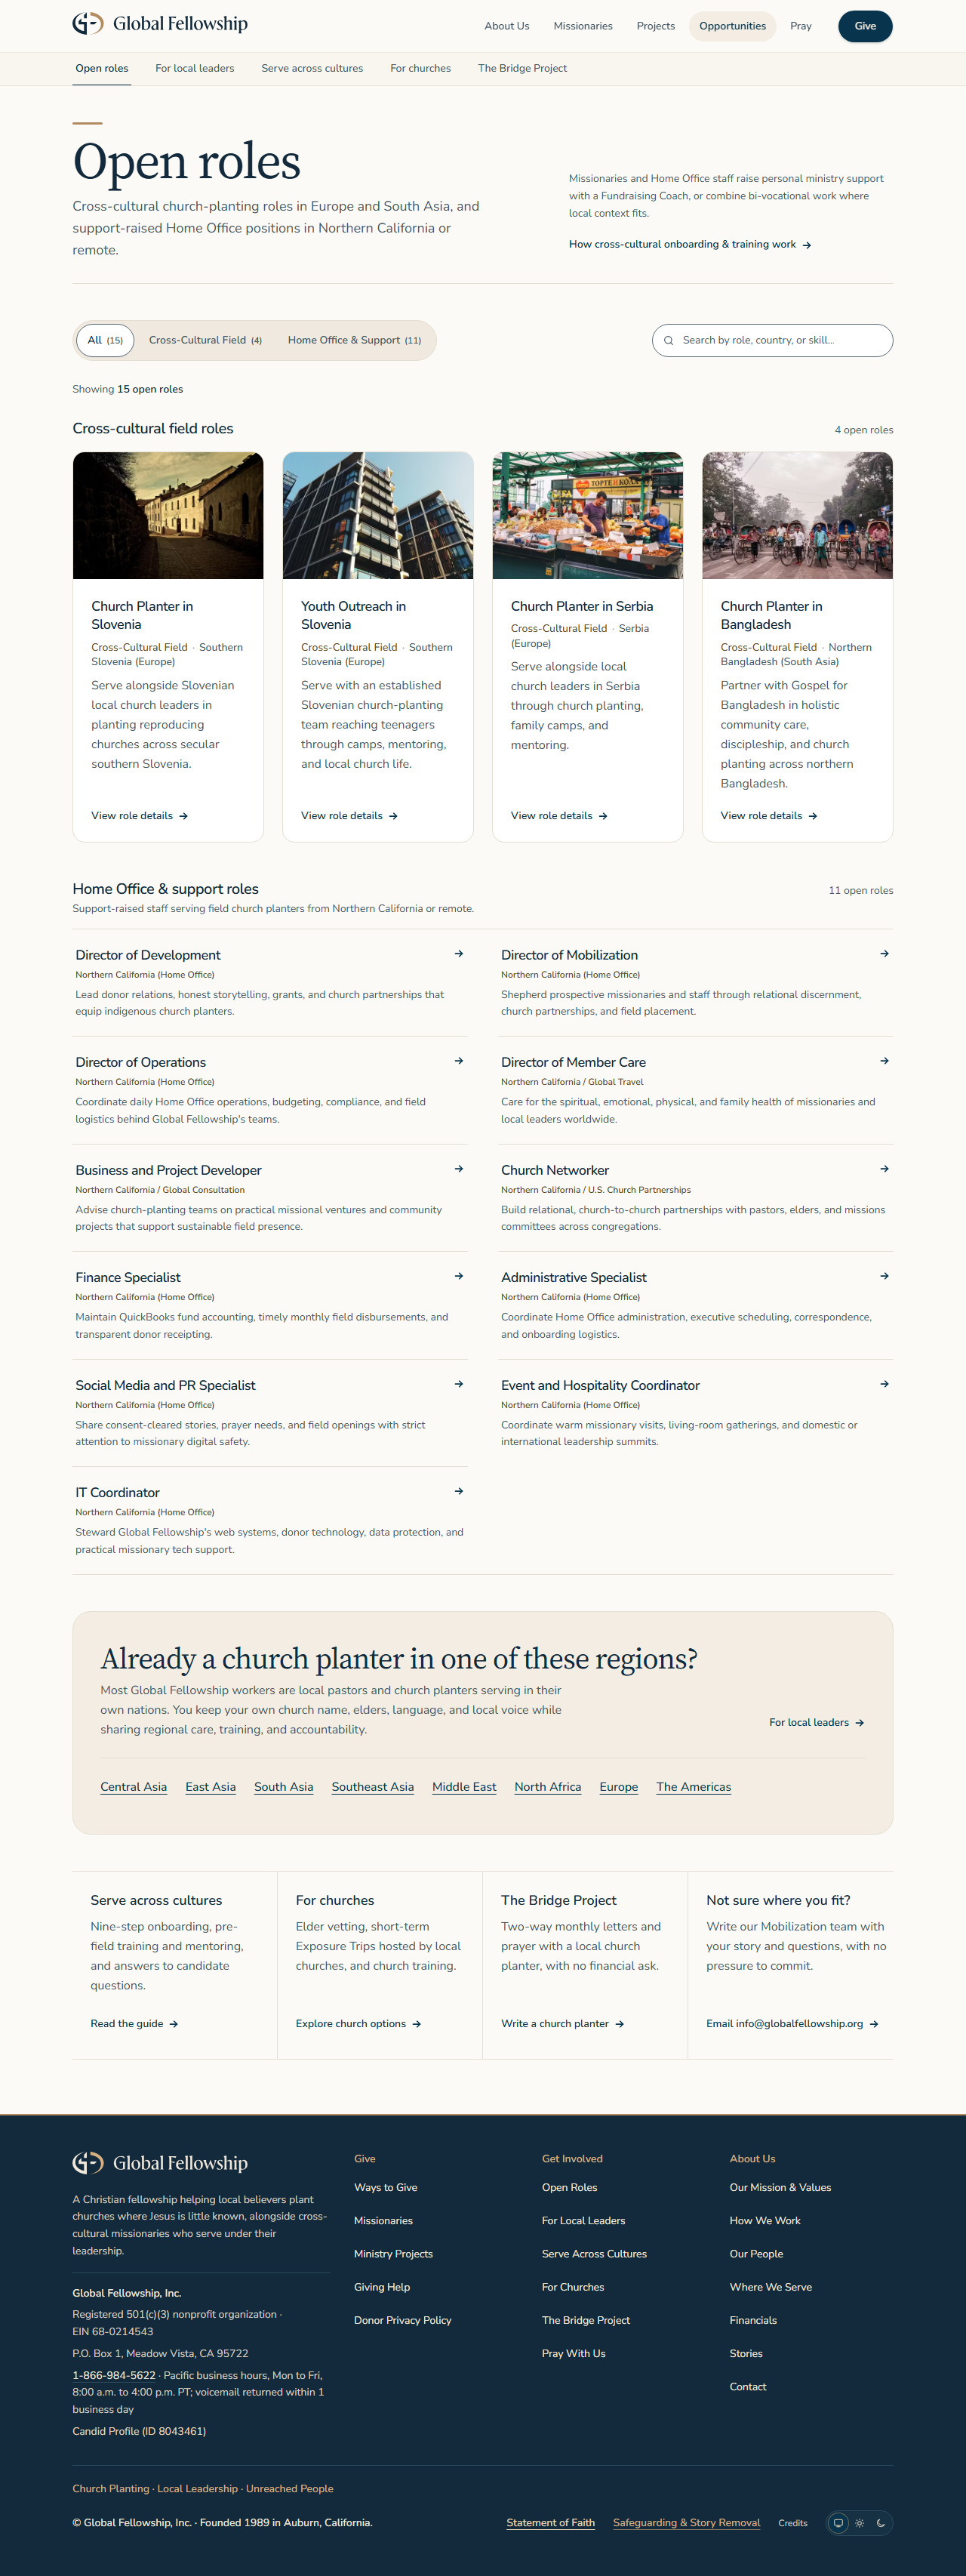 Global Fellowship
About Us
Missionaries
Projects
Opportunities
Pray
Give
Open roles
For local leaders
Serve across cultures
For churches
The Bridge Project
Open roles
Cross-cultural church-planting roles in Europe and South Asia, and
support-raised Home Office positions in Northern California or
remote.
Missionaries and Home Office staff raise personal ministry support
with a Fundraising Coach, or combine bi-vocational work where
local context fits.
How cross-cultural onboarding & training work →
All (15)
Cross-Cultural Field (4)
Home Office & Support (11)
Search by role, country, or skill...
Showing 15 open roles
Cross-cultural field roles
4 open roles
ТОРТЕ И КОЛА
Church Planter in
Slovenia
Cross-Cultural Field · Southern
Slovenia (Europe)
Serve alongside Slovenian
local church leaders in
planting reproducing
churches across secular
southern Slovenia.
View role details →
Youth Outreach in
Slovenia
Cross-Cultural Field · Southern
Slovenia (Europe)
Serve with an established
Slovenian church-planting
team reaching teenagers
through camps, mentoring,
and local church life.
View role details →
Church Planter in Serbia
Cross-Cultural Field · Serbia
(Europe)
Serve alongside local
church leaders in Serbia
through church planting,
family camps, and
mentoring.
View role details →
Church Planter in
Bangladesh
Cross-Cultural Field · Northern
Bangladesh (South Asia)
Partner with Gospel for
Bangladesh in holistic
community care,
discipleship, and church
planting across northern
Bangladesh.
View role details →
Home Office & support roles
11 open roles
Support-raised staff serving field church planters from Northern California or remote.
Director of Development →
Northern California (Home Office)
Lead donor relations, honest storytelling, grants, and church partnerships that
equip indigenous church planters.
Director of Mobilization →
Northern California (Home Office)
Shepherd prospective missionaries and staff through relational discernment,
church partnerships, and field placement.
Director of Operations →
Northern California (Home Office)
Coordinate daily Home Office operations, budgeting, compliance, and field
logistics behind Global Fellowship's teams.
Director of Member Care →
Northern California / Global Travel
Care for the spiritual, emotional, physical, and family health of missionaries and
local leaders worldwide.
Business and Project Developer →
Northern California / Global Consultation
Advise church-planting teams on practical missional ventures and community
projects that support sustainable field presence.
Church Networker →
Northern California / U.S. Church Partnerships
Build relational, church-to-church partnerships with pastors, elders, and missions
committees across congregations.
Finance Specialist →
Northern California (Home Office)
Maintain QuickBooks fund accounting, timely monthly field disbursements, and
transparent donor receipting.
Administrative Specialist →
Northern California (Home Office)
Coordinate Home Office administration, executive scheduling, correspondence,
and onboarding logistics.
Social Media and PR Specialist →
Northern California (Home Office)
Share consent-cleared stories, prayer needs, and field openings with strict
attention to missionary digital safety.
Event and Hospitality Coordinator →
Northern California (Home Office)
Coordinate warm missionary visits, living-room gatherings, and domestic or
international leadership summits.
IT Coordinator →
Northern California (Home Office)
Steward Global Fellowship's web systems, donor technology, data protection, and
practical missionary tech support.
Already a church planter in one of these regions?
Most Global Fellowship workers are local pastors and church planters serving in their
own nations. You keep your own church name, elders, language, and local voice while
sharing regional care, training, and accountability.
For local leaders →
Central Asia
East Asia
South Asia
Southeast Asia
Middle East
North Africa
Europe
The Americas
Serve across cultures
Nine-step onboarding, pre-
field training and mentoring,
and answers to candidate
questions.
Read the guide →
For churches
Elder vetting, short-term
Exposure Trips hosted by local
churches, and church training.
Explore church options →
The Bridge Project
Two-way monthly letters and
prayer with a local church
planter, with no financial ask.
Write a church planter →
Not sure where you fit?
Write our Mobilization team with
your story and questions, with no
pressure to commit.
Email info@globalfellowship.org →
Global Fellowship
A Christian fellowship helping local believers plant
churches where Jesus is little known, alongside cross-
cultural missionaries who serve under their
leadership.
Global Fellowship, Inc.
Registered 501(c)(3) nonprofit organization ·
EIN 68-0214543
P.O. Box 1, Meadow Vista, CA 95722
1-866-984-5622 · Pacific business hours, Mon to Fri,
8:00 a.m. to 4:00 p.m. PT; voicemail returned within 1
business day
Candid Profile (ID 8043461)
Give
Ways to Give
Missionaries
Ministry Projects
Giving Help
Donor Privacy Policy
Get Involved
Open Roles
For Local Leaders
Serve Across Cultures
For Churches
The Bridge Project
Pray With Us
About Us
Our Mission & Values
How We Work
Our People
Where We Serve
Financials
Stories
Contact
Church Planting · Local Leadership · Unreached People
© Global Fellowship, Inc. · Founded 1989 in Auburn, California.
Statement of Faith
Safeguarding & Story Removal
Credits